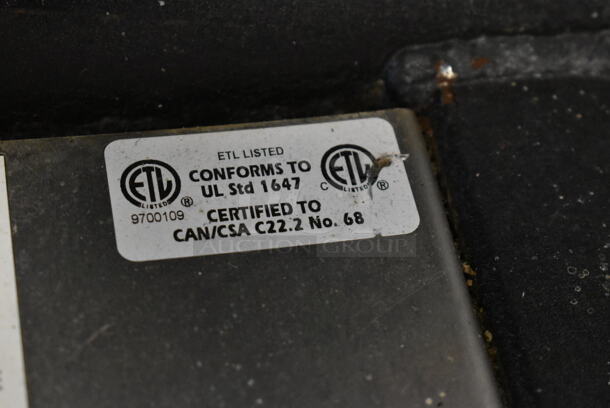 ETL LISTED
CONFORMS TO
UL Std 1647
ETL
LISTED
®
9700109
C
ETL
LISTED
®
CERTIFIED TO
CAN/CSA C22.2 No. 68
AUCTION GROUP